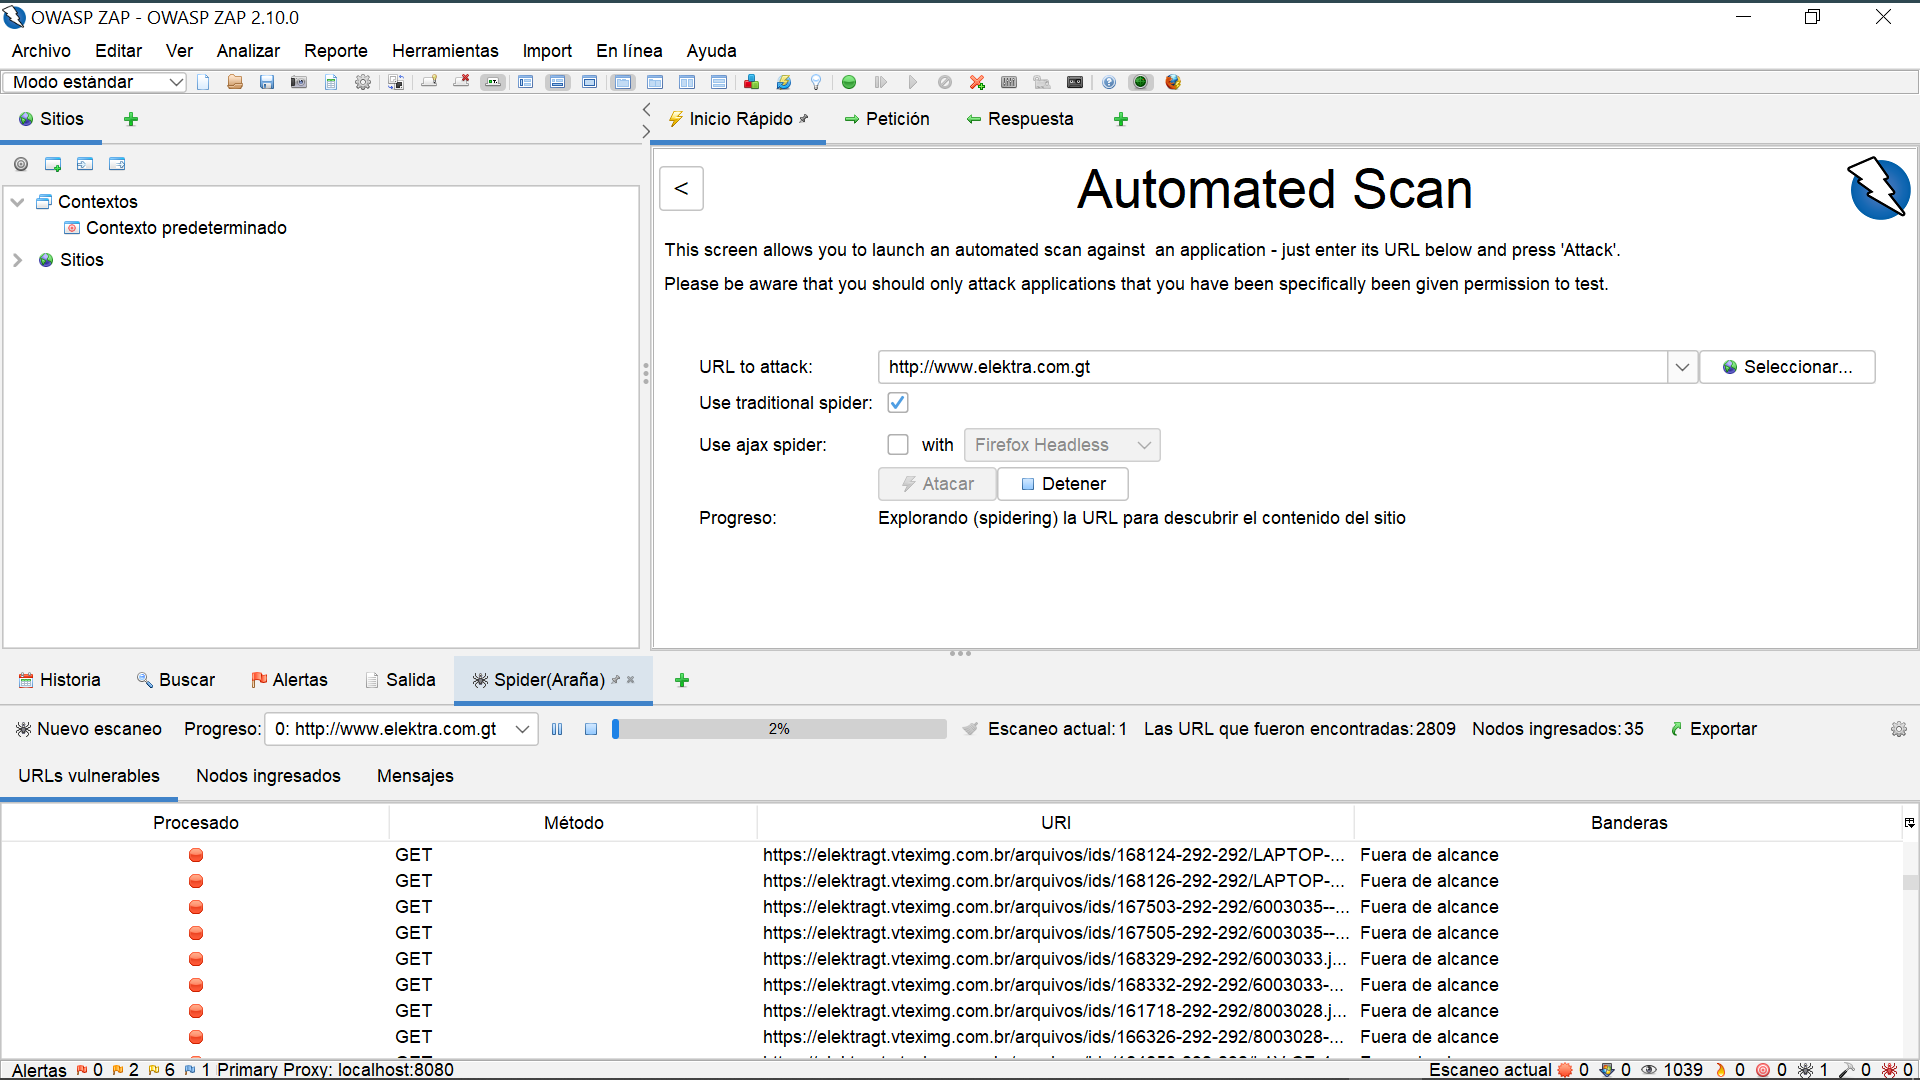 OWASP ZAP - OWASP ZAP 2.10.0
Archivo Editar Ver Analizar Reporte Herramientas Import En línea Ayuda
Modo estándar
Sitios
Inicio Rápido Petición Respuesta
<
Automated Scan
Contextos
Contexto predeterminado
Sitios
This screen allows you to launch an automated scan against an application - just enter its URL below and press 'Attack'.
Please be aware that you should only attack applications that you have been specifically been given permission to test.
URL to attack: http://www.elektra.com.gt Seleccionar...
Use traditional spider:
Use ajax spider: with Firefox Headless
Atacar Detener
Progreso: Explorando (spidering) la URL para descubrir el contenido del sitio
Historia Buscar Alertas Salida Spider(Araña)
Nuevo escaneo Progreso: 0: http://www.elektra.com.gt 2% Escaneo actual:1 Las URL que fueron encontradas:2809 Nodos ingresados:35 Exportar
URLs vulnerables Nodos ingresados Mensajes
Procesado Método URI Banderas
GET https://elektragt.vteximg.com.br/arquivos/ids/168124-292-292/LAPTOP-... Fuera de alcance
GET https://elektragt.vteximg.com.br/arquivos/ids/168126-292-292/LAPTOP-... Fuera de alcance
GET https://elektragt.vteximg.com.br/arquivos/ids/167503-292-292/6003035--... Fuera de alcance
GET https://elektragt.vteximg.com.br/arquivos/ids/167505-292-292/6003035--... Fuera de alcance
GET https://elektragt.vteximg.com.br/arquivos/ids/168329-292-292/6003033.j... Fuera de alcance
GET https://elektragt.vteximg.com.br/arquivos/ids/168332-292-292/6003033-... Fuera de alcance
GET https://elektragt.vteximg.com.br/arquivos/ids/161718-292-292/8003028.j... Fuera de alcance
GET https://elektragt.vteximg.com.br/arquivos/ids/166326-292-292/8003028-... Fuera de alcance
Alertas 0 2 6 1 Primary Proxy: localhost:8080 Escaneo actual 0 0 1039 0 0 1 0 0